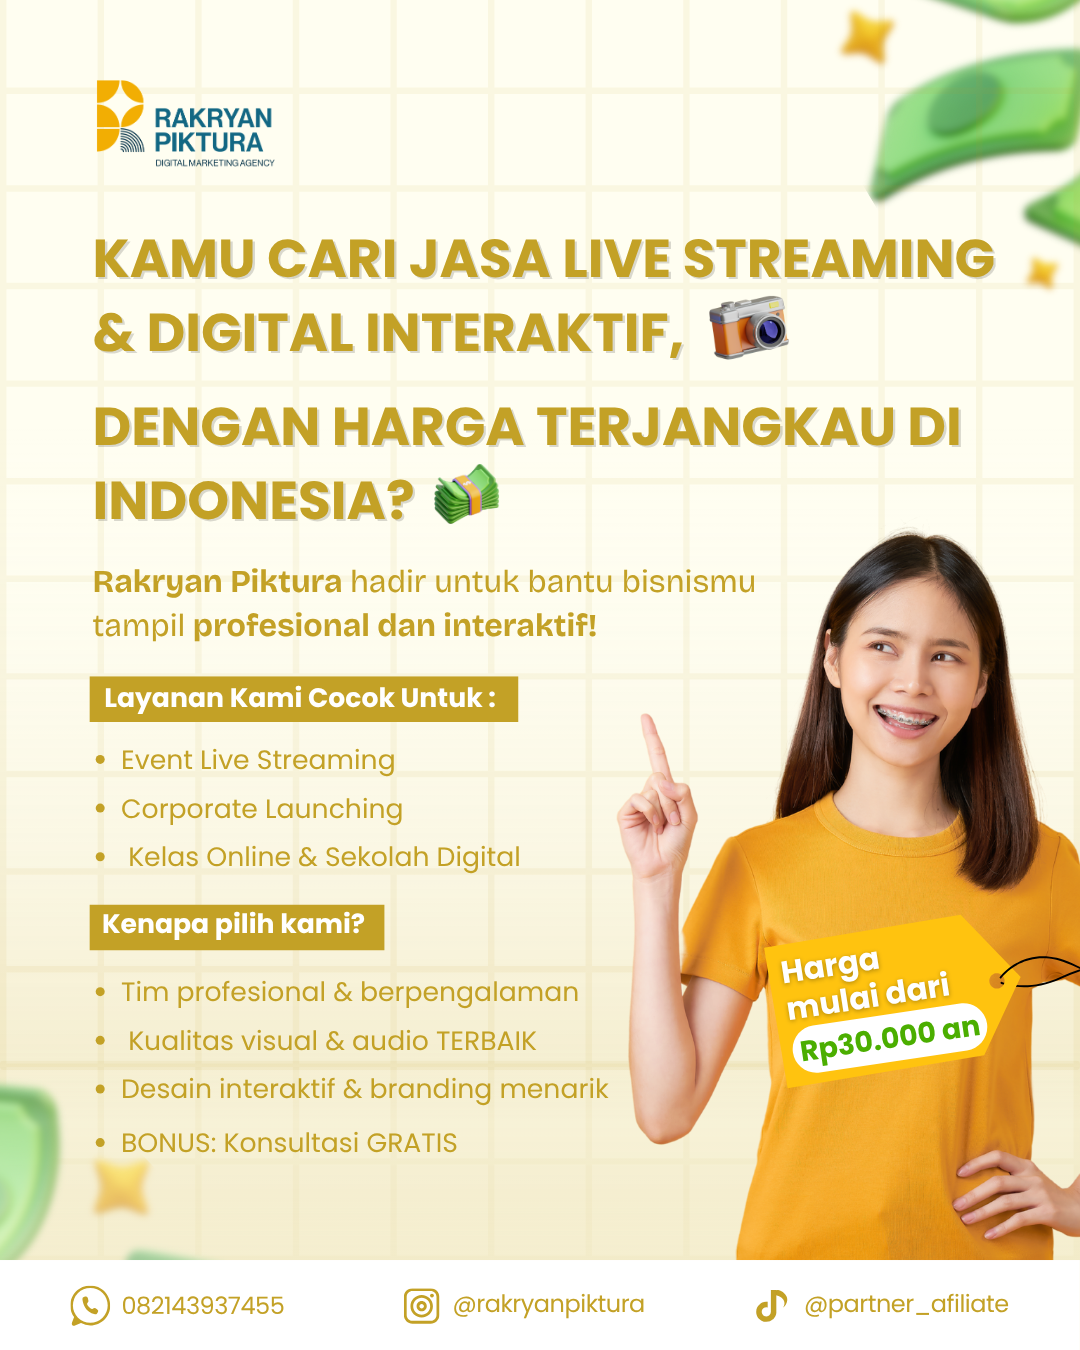 RAKRYAN
PIKTURA
DIGITAL MARKETING AGENCY
KAMU CARI JASA LIVE STREAMING
& DIGITAL INTERAKTIF,
DENGAN HARGA TERJANGKAU DI
INDONESIA?
Rakryan Piktura hadir untuk bantu bisnismu
tampil profesional dan interaktif!
Layanan Kami Cocok Untuk :
• Event Live Streaming
• Corporate Launching
• Kelas Online & Sekolah Digital
Kenapa pilih kami?
• Tim profesional & berpengalaman
• Kualitas visual & audio TERBAIK
• Desain interaktif & branding menarik
• BONUS: Konsultasi GRATIS
Harga
mulai dari
Rp30.000 an
082143937455
@rakryanpiktura
@partner_afiliate